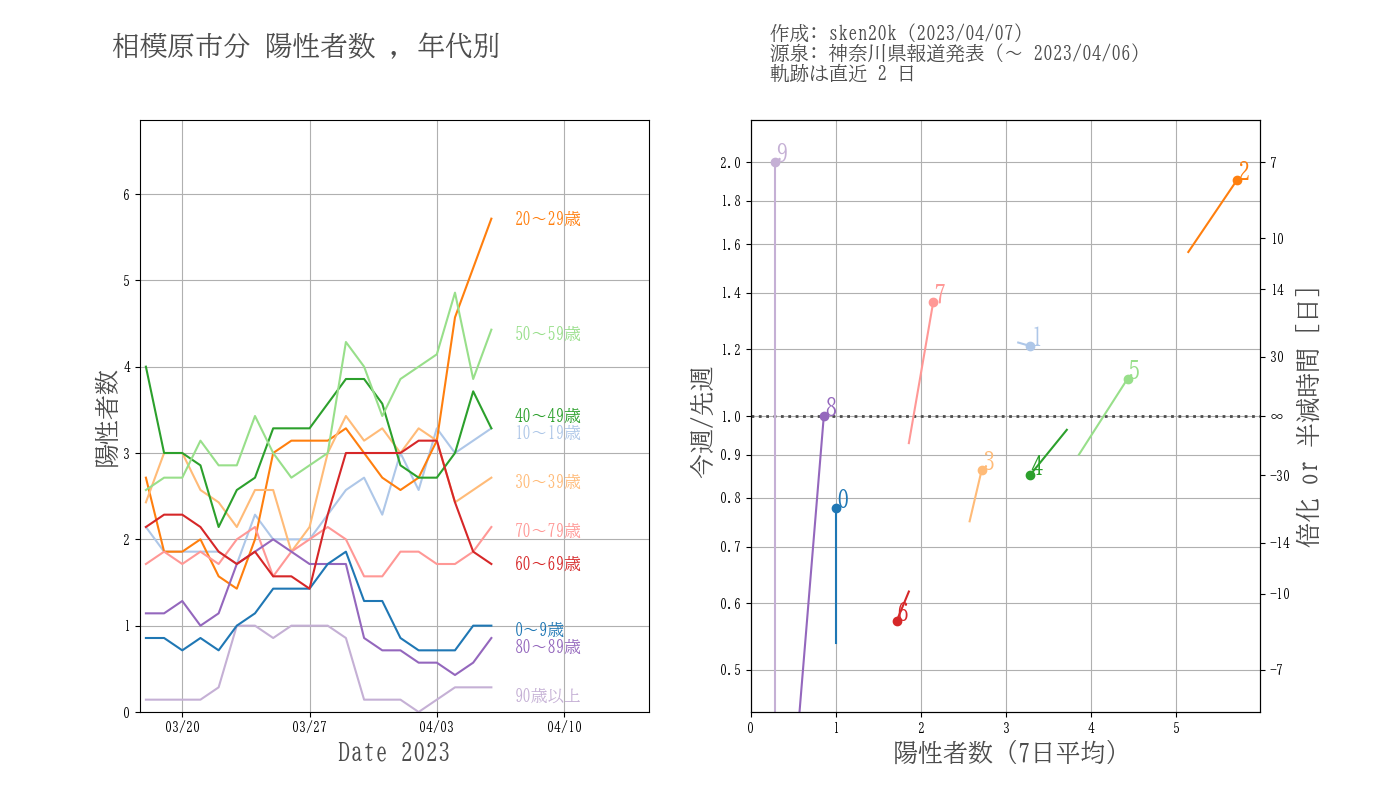 相模原市分 陽性者数 , 年代別
作成: sken20k (2023/04/07)
源泉: 神奈川県報道発表 (～ 2023/04/06)
軌跡は直近 2 日
陽性者数
6
5
4
3
2
1
0
20～29歳
50～59歳
40～49歳
10～19歳
30～39歳
70～79歳
60～69歳
0～9歳
80～89歳
90歳以上
03/20
03/27
04/03
04/10
Date 2023
今週/先週
2.0
1.8
1.6
1.4
1.2
1.0
0.9
0.8
0.7
0.6
0.5
9
2
7
1
5
8
3
4
0
6
7
10
14
30
∞
-30
-14
-10
-7
倍化 or 半減時間 [日]
0
1
2
3
4
5
陽性者数 (7日平均)